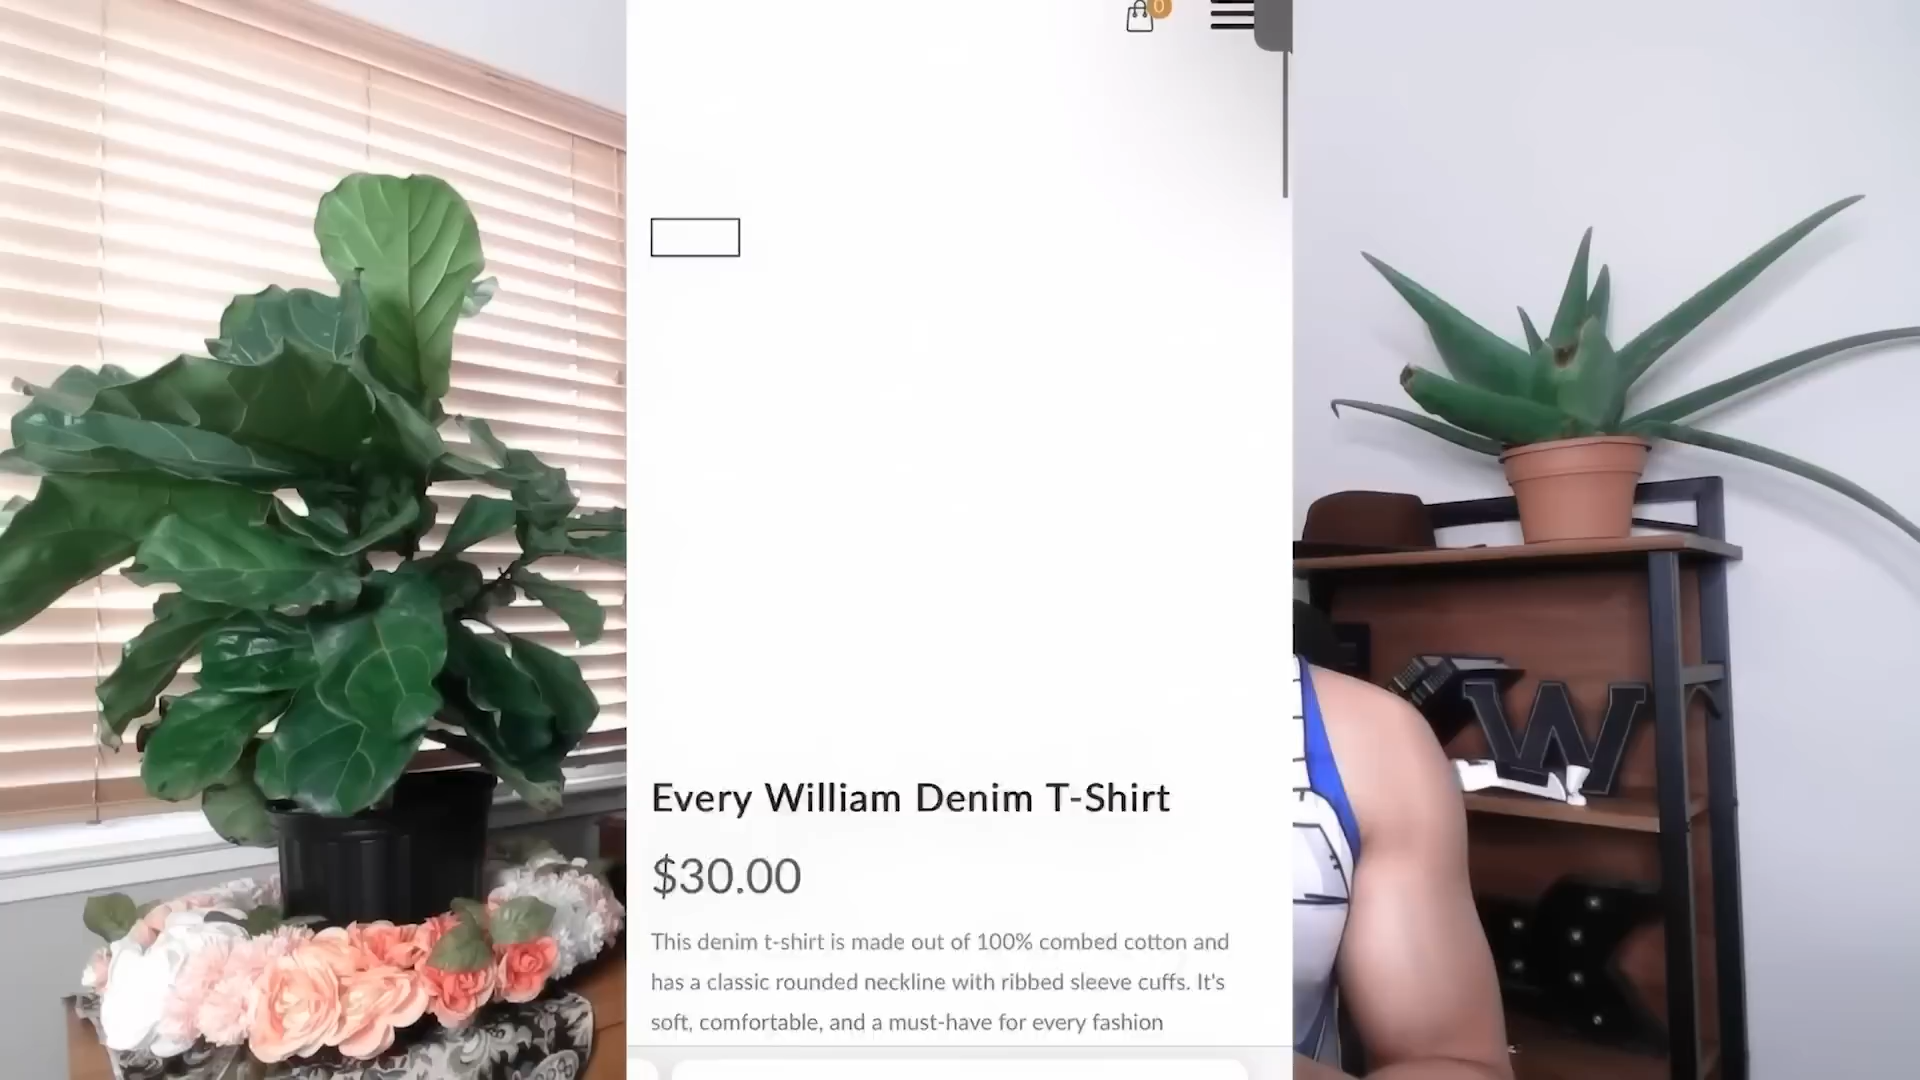 0
Every William Denim T-Shirt
$30.00
This denim t-shirt is made out of 100% combed cotton and
has a classic rounded neckline with ribbed sleeve cuffs. It's
soft, comfortable, and a must-have for every fashion
W